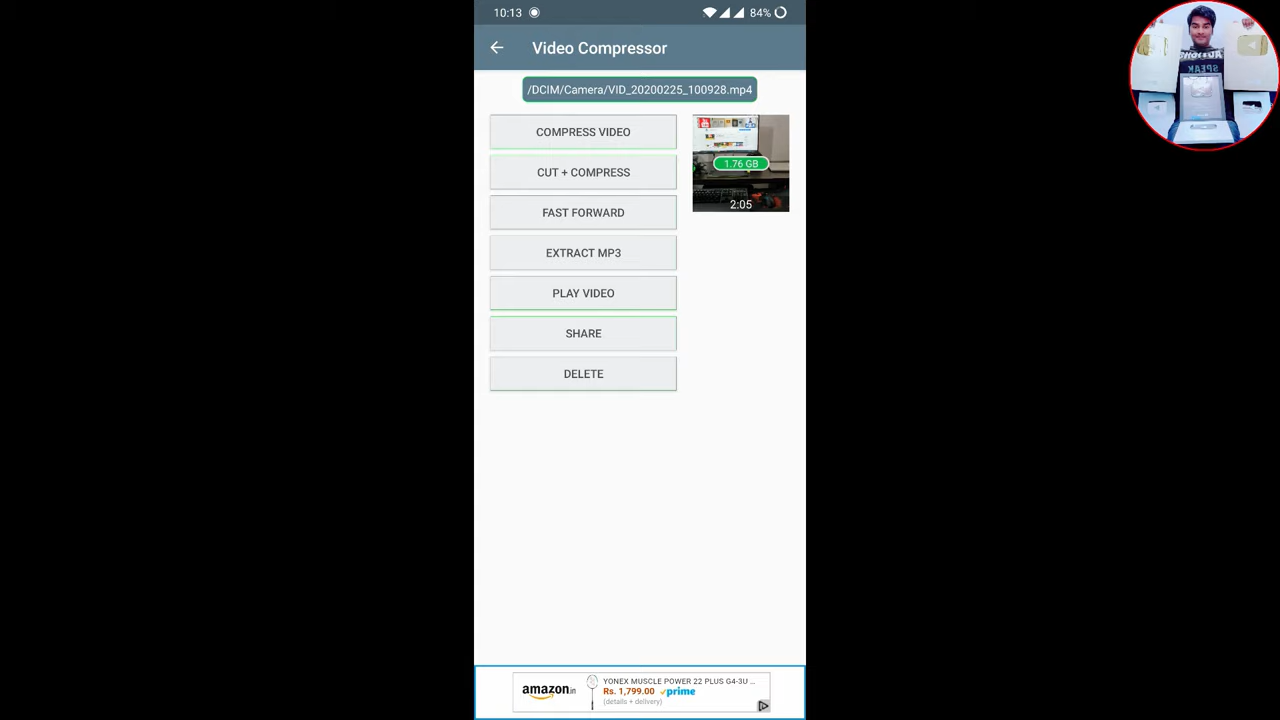 10:13
84%
Video Compressor
/DCIM/Camera/VID_20200225_100928.mp4
COMPRESS VIDEO
CUT + COMPRESS
FAST FORWARD
EXTRACT MP3
PLAY VIDEO
SHARE
DELETE
1.76 GB
2:05
amazon.in
YONEX MUSCLE POWER 22 PLUS G4-3U ...
Rs. 1,799.00 prime
(details + delivery)
SPEAK